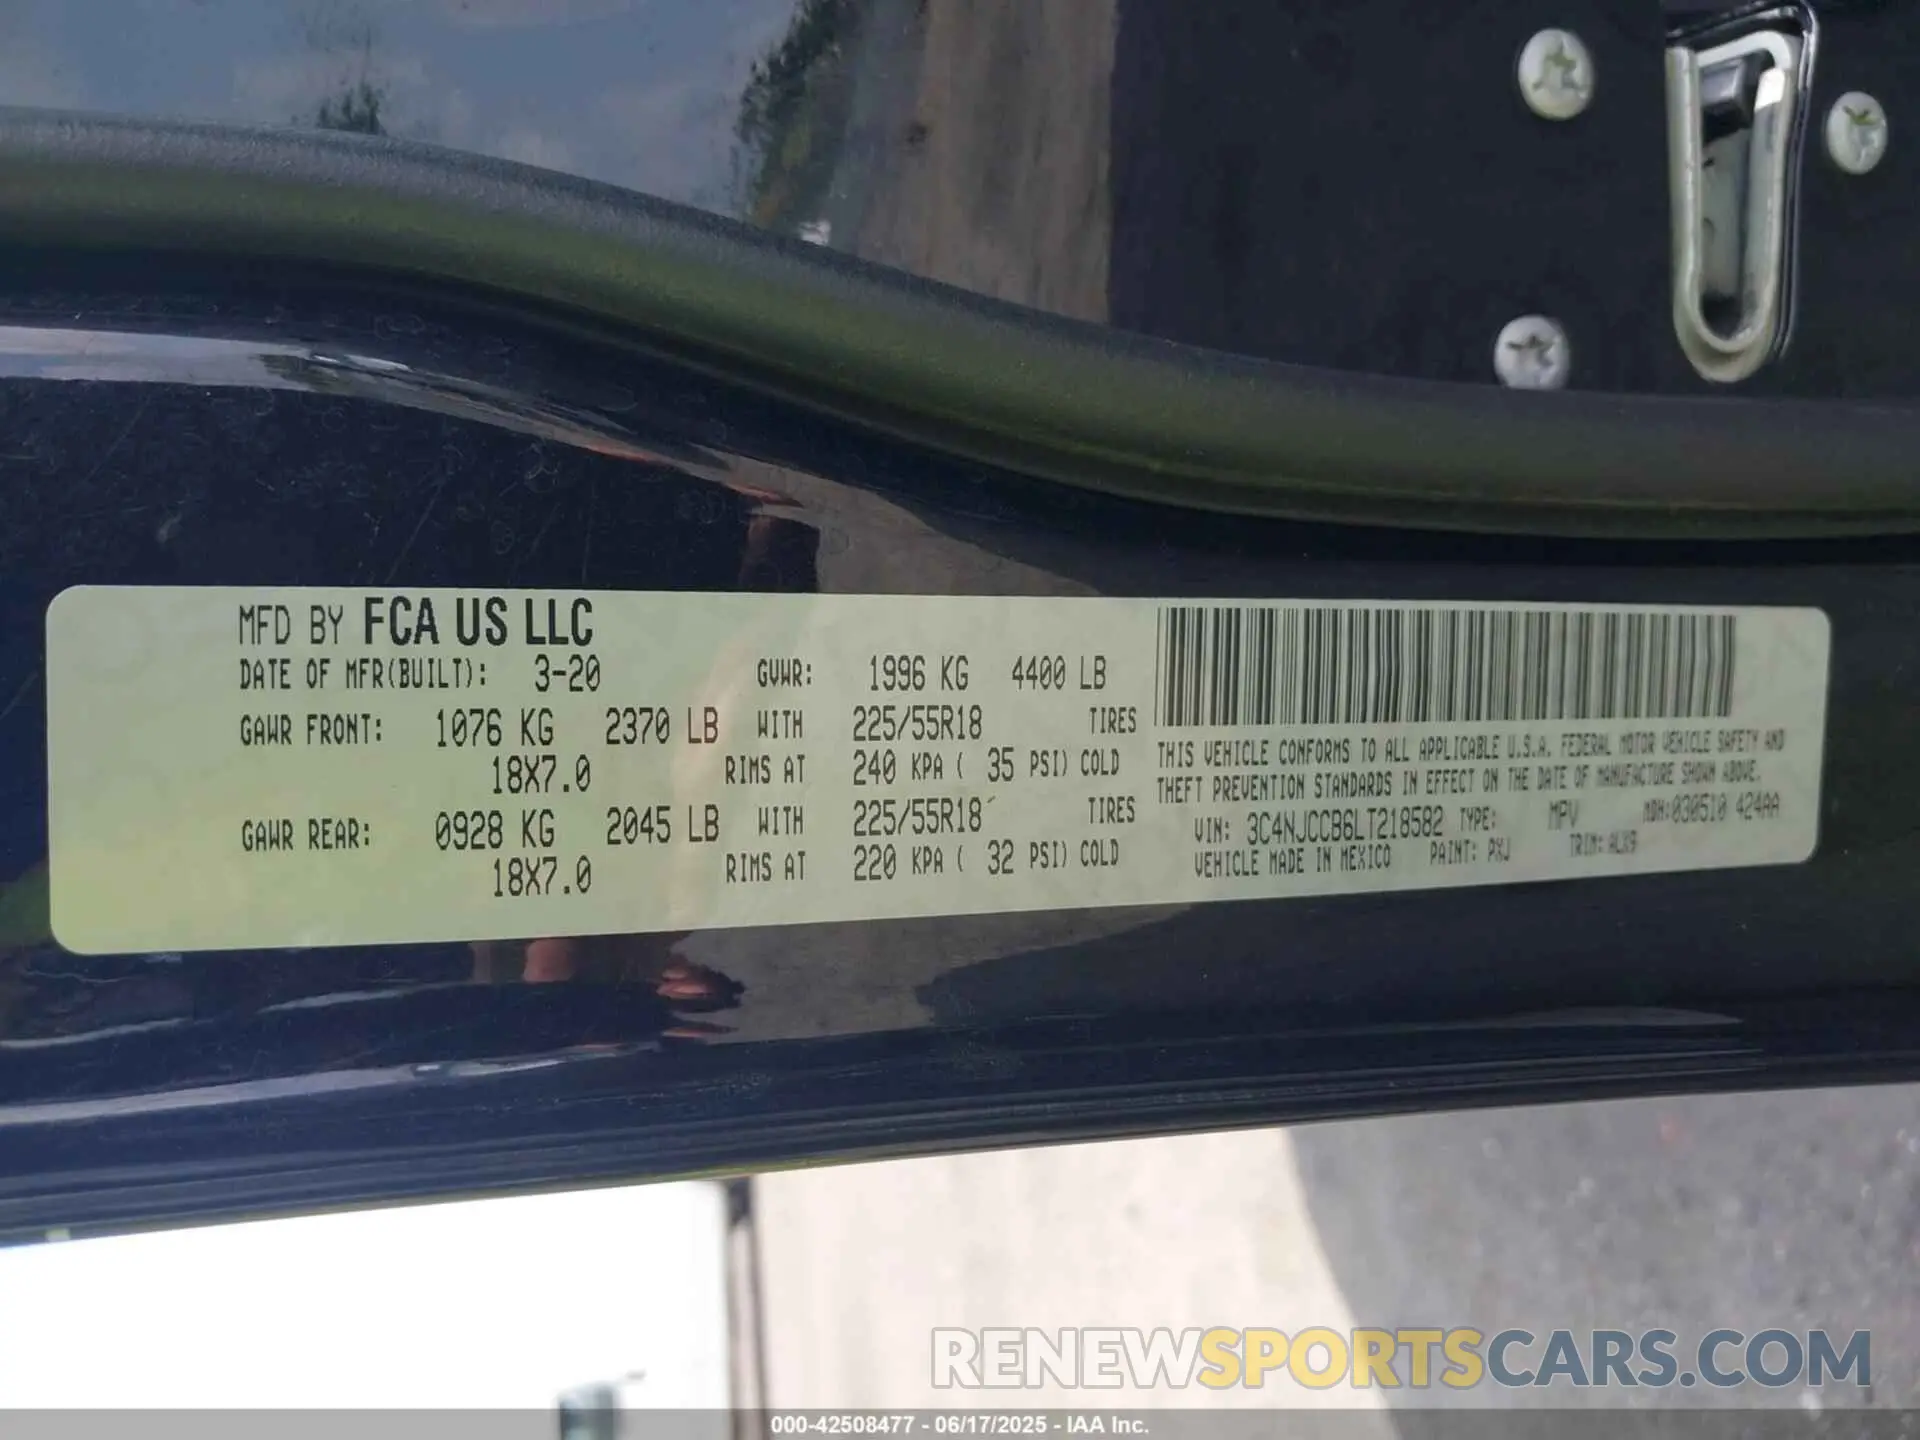 MFD BY FCA US LLC
DATE OF MFR(BUILT): 3-20 GVWR: 1996 KG 4400 LB
GAWR FRONT: 1076 KG 2370 LB WITH 225/55R18 TIRES
18X7.0 RIMS AT 240 KPA ( 35 PSI) COLD
GAWR REAR: 0928 KG 2045 LB WITH 225/55R18 TIRES
18X7.0 RIMS AT 220 KPA ( 32 PSI) COLD
THIS VEHICLE CONFORMS TO ALL APPLICABLE U.S.A. FEDERAL MOTOR VEHICLE SAFETY AND
THEFT PREVENTION STANDARDS IN EFFECT ON THE DATE OF MANUFACTURE SHOWN ABOVE.
VIN: 3C4NJCCB6LT218582 TYPE: MPV MDH:030510 424AA
VEHICLE MADE IN MEXICO PAINT: PXJ TRIM: ALX9
RENEWSPORTSCARS.COM
000-42508477 - 06/17/2025 - IAA Inc.